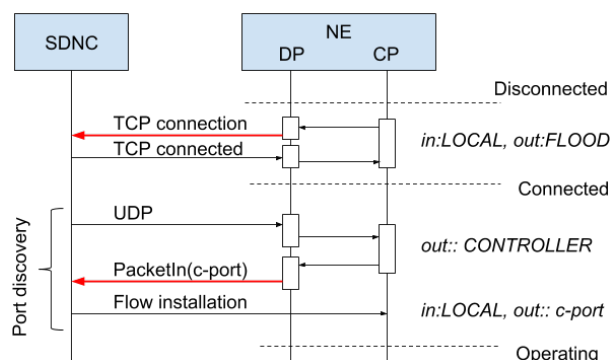 SDNC
NE
DP CP
Disconnected
TCP connection
in:LOCAL, out:FLOOD
TCP connected
Connected
Port discovery
UDP
out:: CONTROLLER
PacketIn(c-port)
Flow installation
in:LOCAL, out:: c-port
Operating